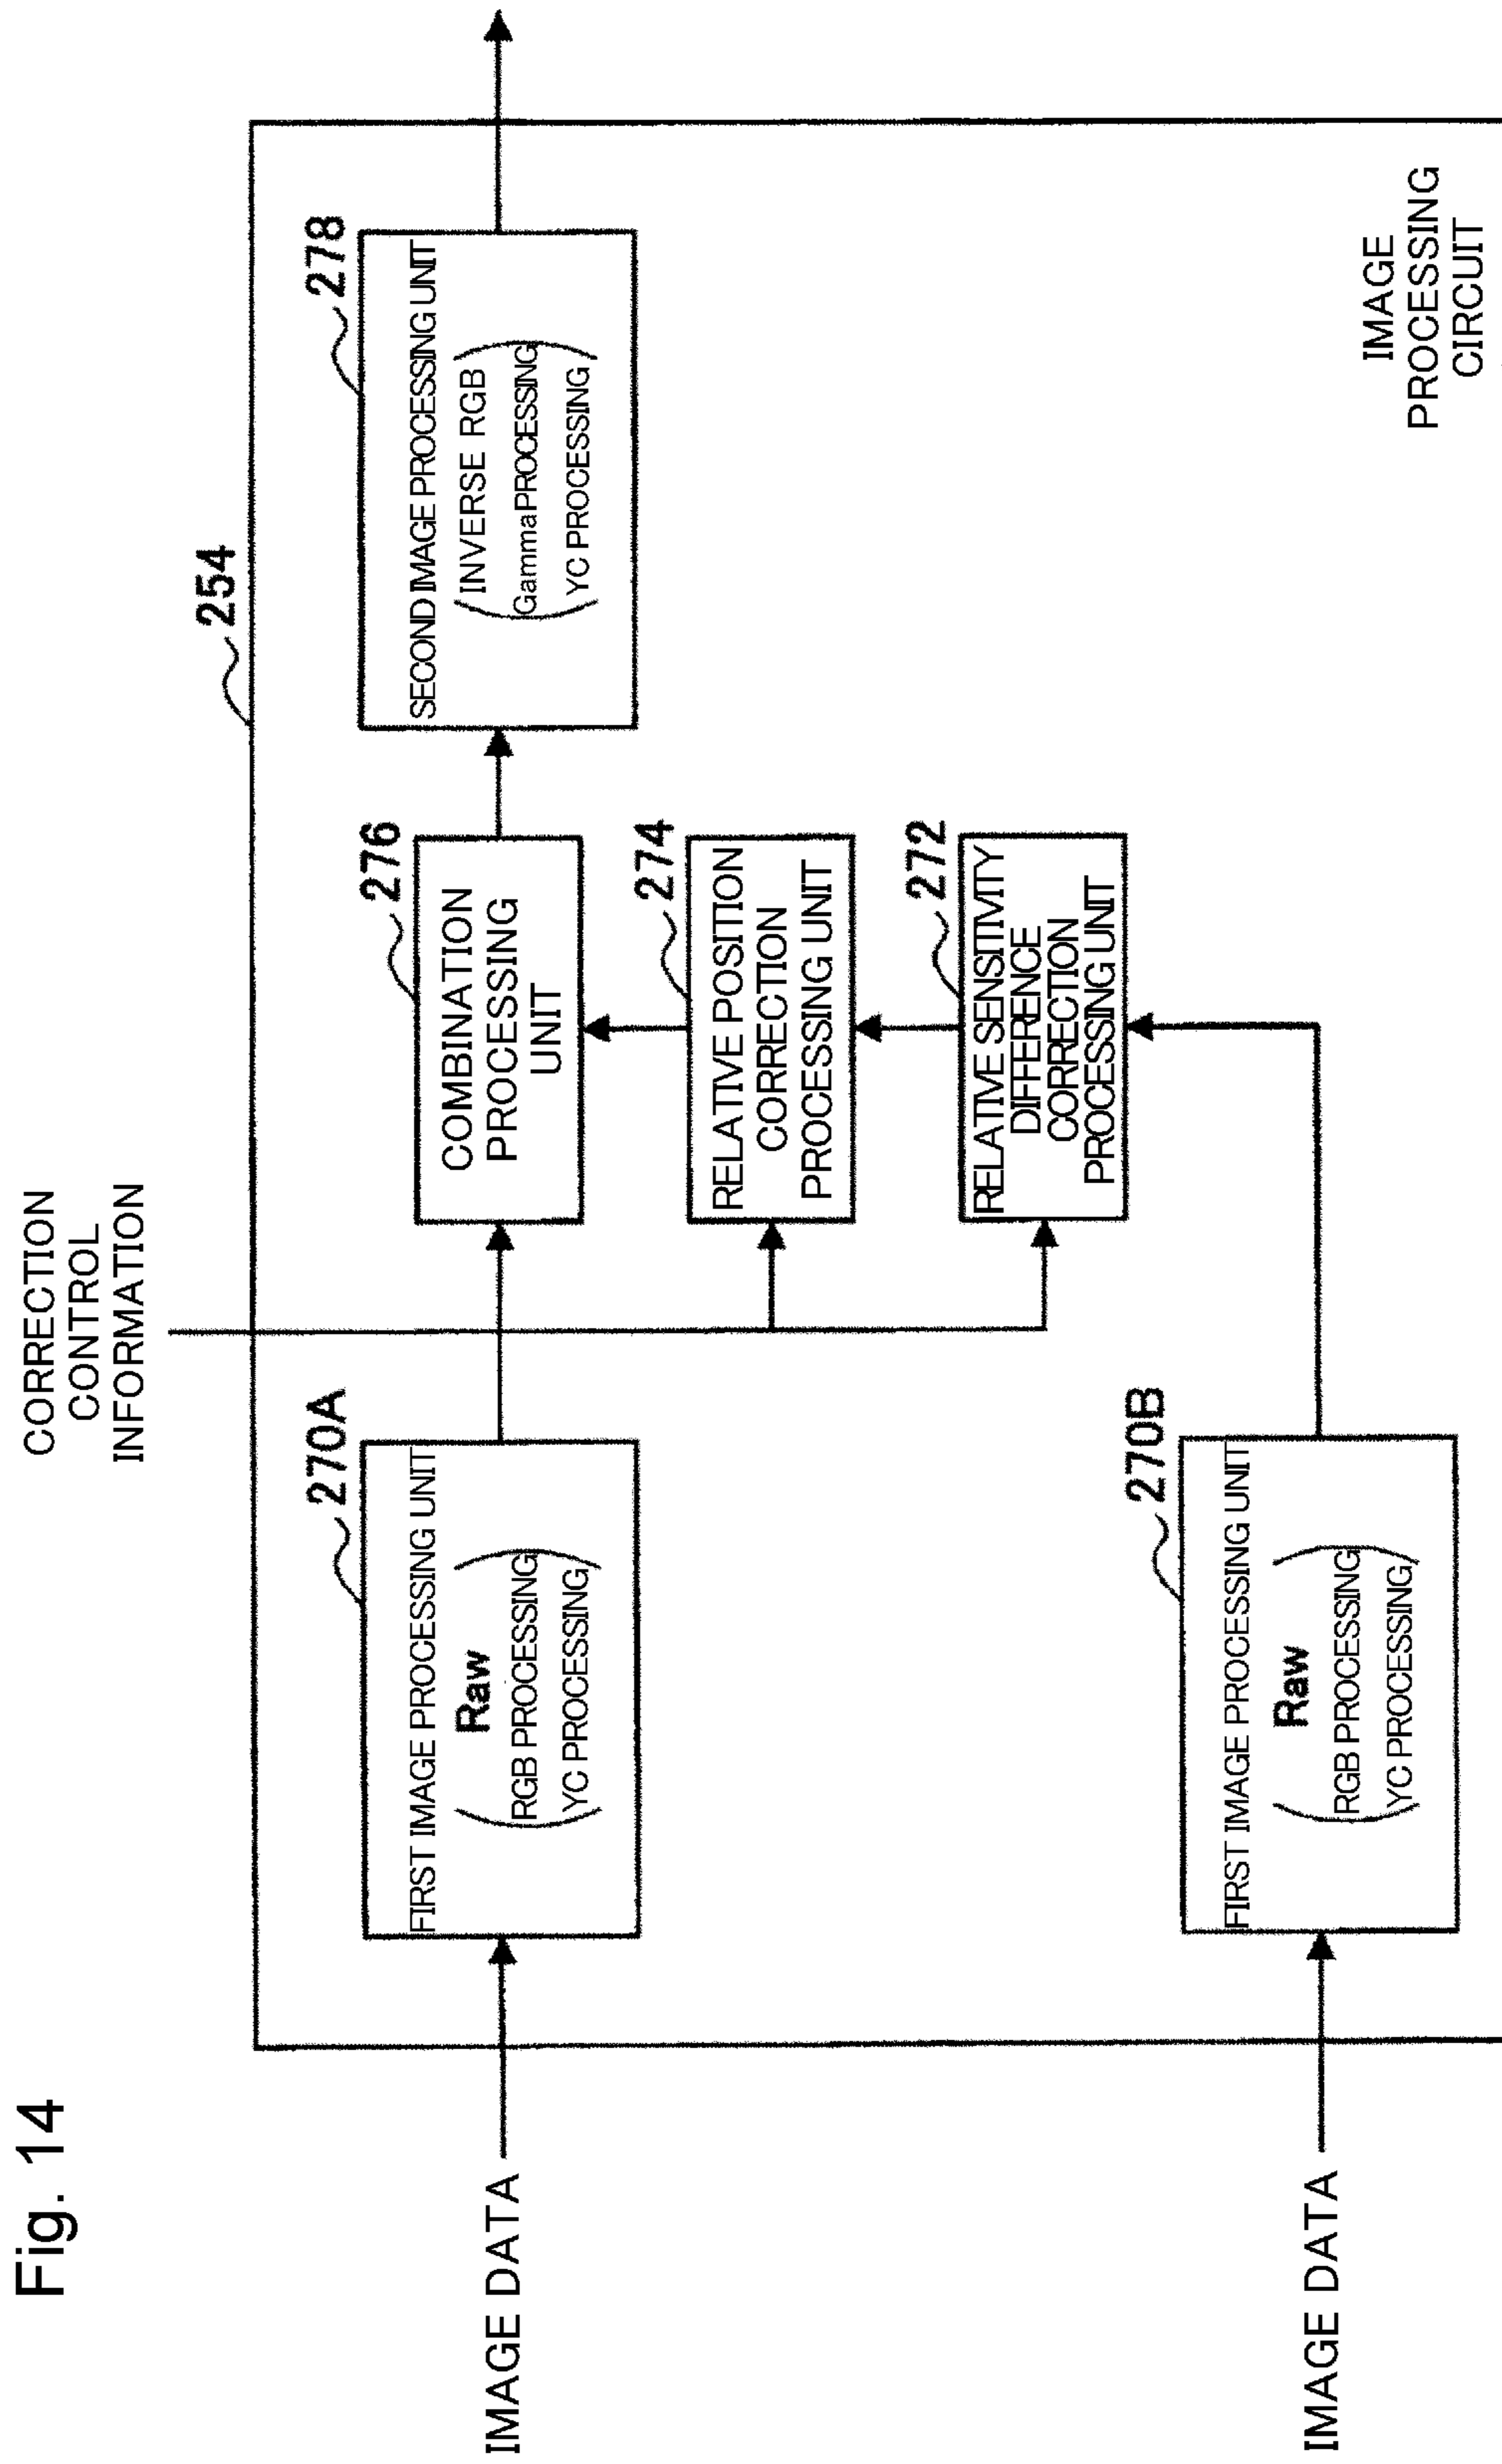 Fig. 14
CORRECTION
CONTROL
INFORMATION
254
IMAGE DATA
270A
FIRST IMAGE PROCESSING UNIT
Raw
RGB PROCESSING
YC PROCESSING
276
COMBINATION
PROCESSING
UNIT
278
SECOND IMAGE PROCESSING UNIT
INVERSE RGB
Gamma PROCESSING
YC PROCESSING
274
RELATIVE POSITION
CORRECTION
PROCESSING UNIT
272
RELATIVE SENSITIVITY
DIFFERENCE
CORRECTION
PROCESSING UNIT
IMAGE DATA
270B
FIRST IMAGE PROCESSING UNIT
Raw
RGB PROCESSING
YC PROCESSING
IMAGE
PROCESSING
CIRCUIT